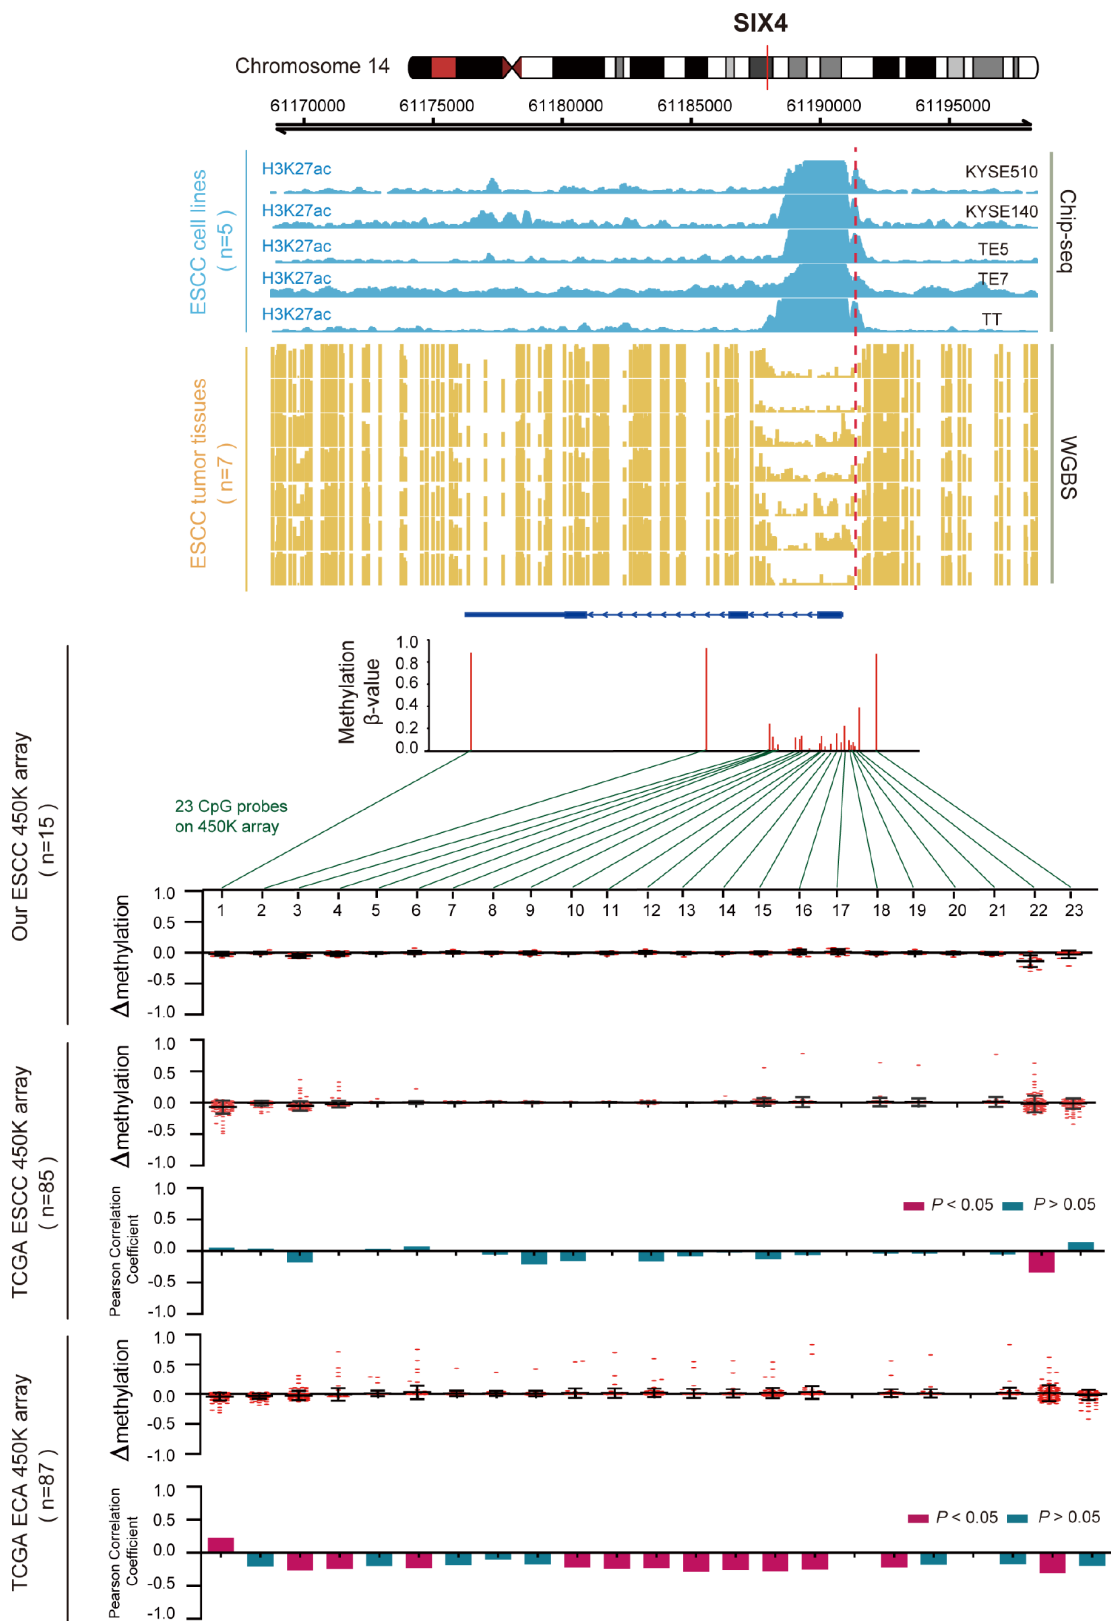 SIX4
Chromosome 14
61170000 61175000 61180000 61185000 61190000 61195000
ESCC cell lines
( n=5 )
H3K27ac KYSE510
H3K27ac KYSE140
H3K27ac TE5
H3K27ac TE7
H3K27ac TT
Chip-seq
ESCC tumor tissues
( n=7 )
WGBS
Our ESCC 450K array
( n=15 )
Methylation
β-value
1.0
0.8
0.6
0.4
0.2
0.0
23 CpG probes
on 450K array
Δmethylation
1.0
0.5
0.0
-0.5
-1.0
1 2 3 4 5 6 7 8 9 10 11 12 13 14 15 16 17 18 19 20 21 22 23
TCGA ESCC 450K array
( n=85 )
Δmethylation
1.0
0.5
0.0
-0.5
-1.0
Pearson Correlation
Coefficient
1.0
0.5
0.0
-0.5
-1.0
P < 0.05 P > 0.05
TCGA ECA 450K array
( n=87 )
Δmethylation
1.0
0.5
0.0
-0.5
-1.0
Pearson Correlation
Coefficient
1.0
0.5
0.0
-0.5
-1.0
P < 0.05 P > 0.05